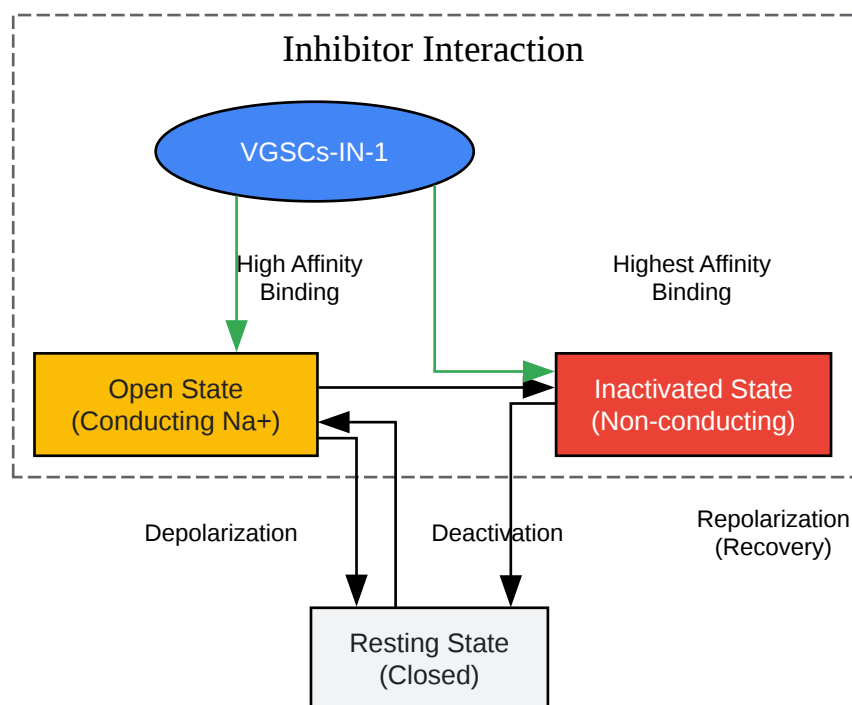 Inhibitor Interaction
VGSCs-IN-1
High Affinity
Binding
Highest Affinity
Binding
Open State
(Conducting Na+)
Inactivated State
(Non-conducting)
Depolarization
Deactivation
Repolarization
(Recovery)
Resting State
(Closed)